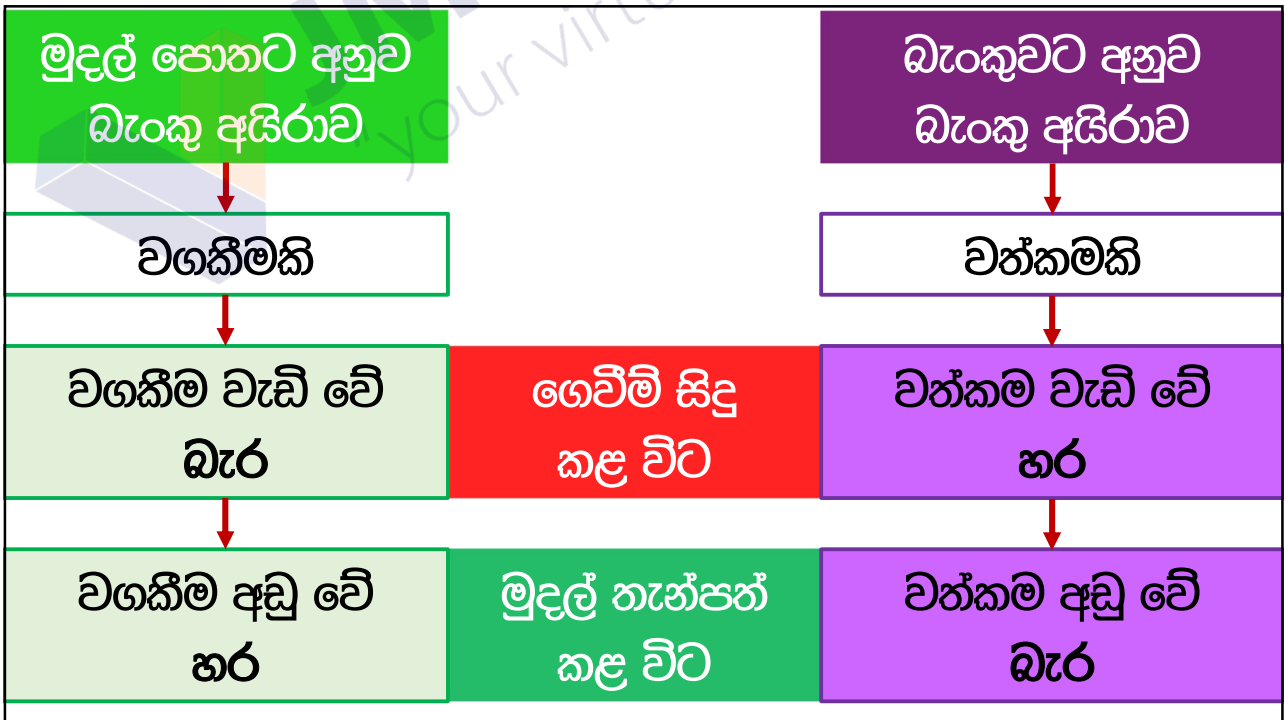 මුදල් පොතට අනුව
බැංකු අයිරාව
බැංකුවට අනුව
බැංකු අයිරාව
වගකීමකි
වත්කමකි
වගකීම වැඩි වේ
බැර
ගෙවීම් සිදු
කළ විට
වත්කම වැඩි වේ
හර
වගකීම අඩු වේ
හර
මුදල් තැන්පත්
කළ විට
වත්කම අඩු වේ
බැර
"your